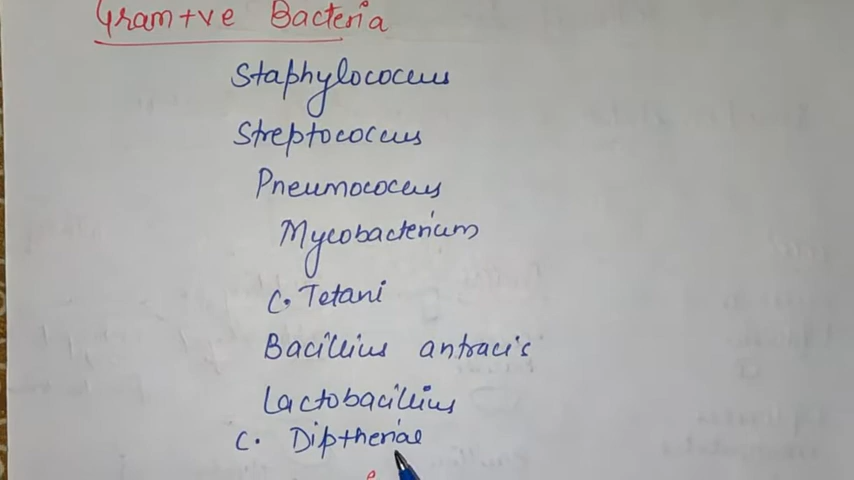 Gram+ve Bacteria
Staphylococcus
Streptococcus
Pneumococcus
Mycobacterium
C. Tetani
Bacillius antracis
Lactobacillius
C. Diptheriae